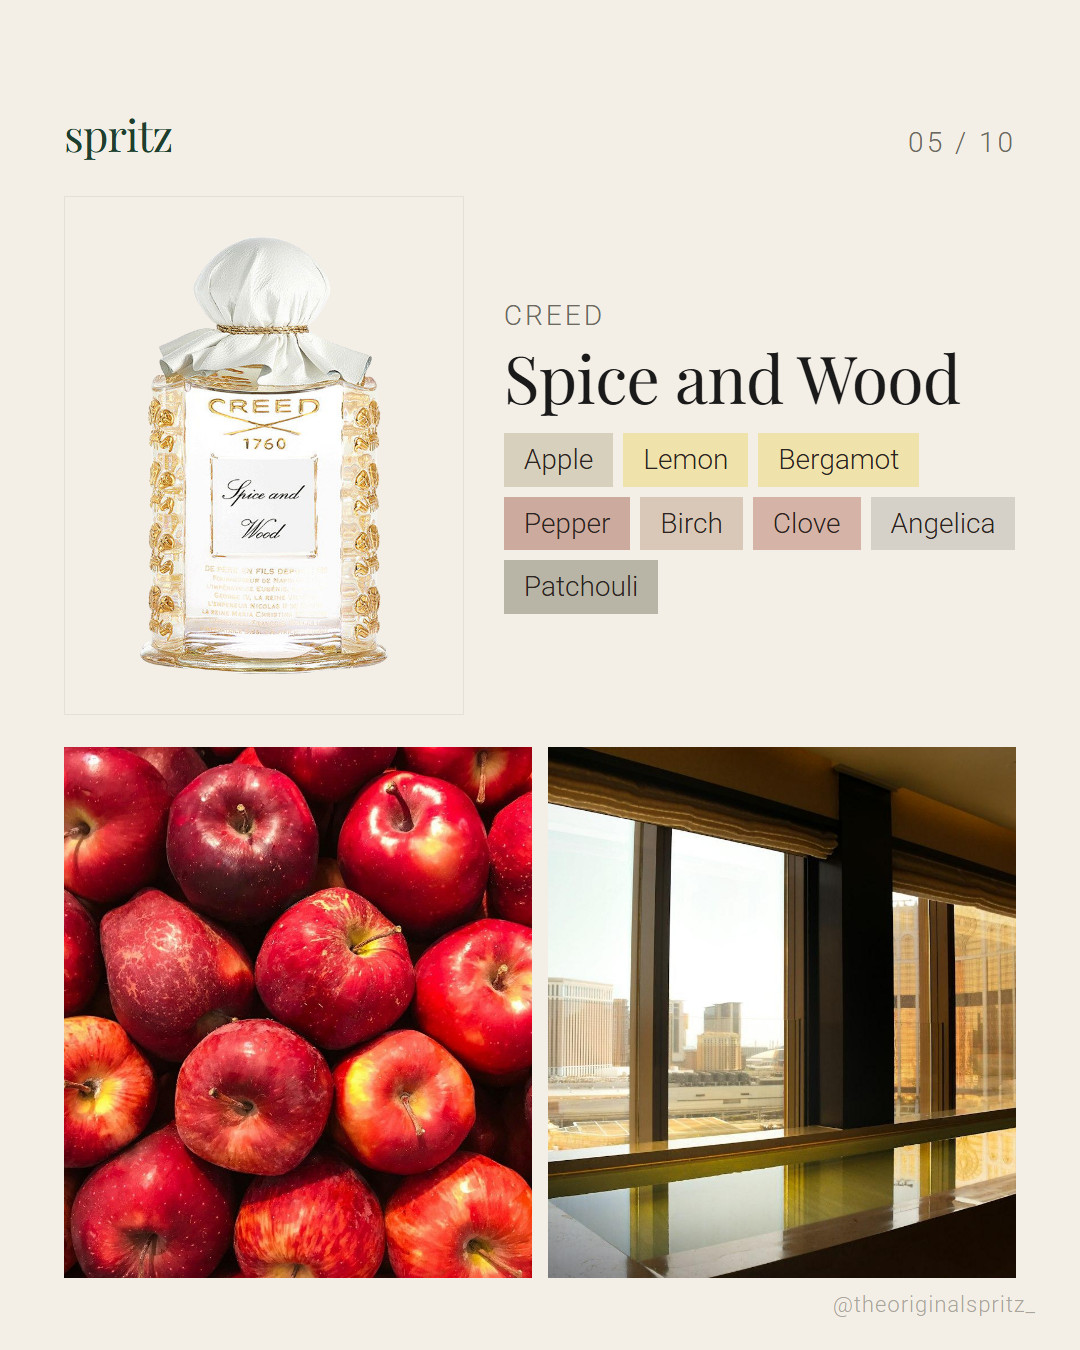 spritz
05 / 10
CREED
1760
Spice and
Wood
CREED
Spice and Wood
Apple
Lemon
Bergamot
Pepper
Birch
Clove
Angelica
Patchouli
@theoriginalspritz_